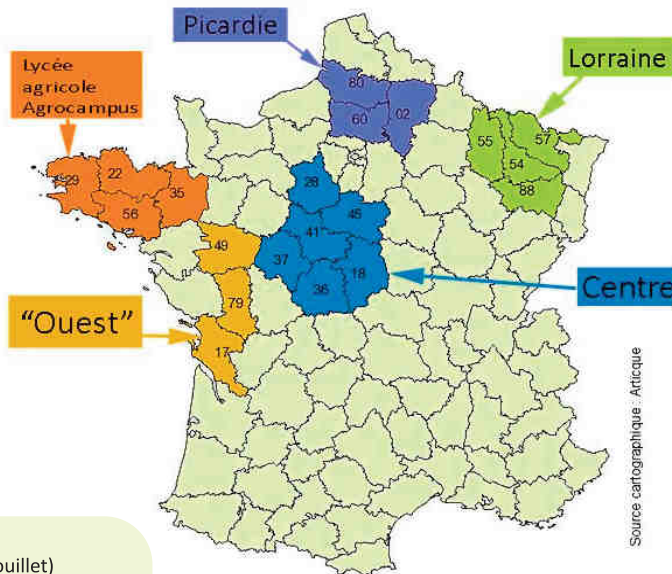 Picardie
Lorraine
Lycée
agricole
Agrocampus
80
60
02
55
57
54
88
29
22
35
56
28
45
41
37
18
36
49
79
17
Centre
"Ouest"
Source cartographique : Articque
ouillet)